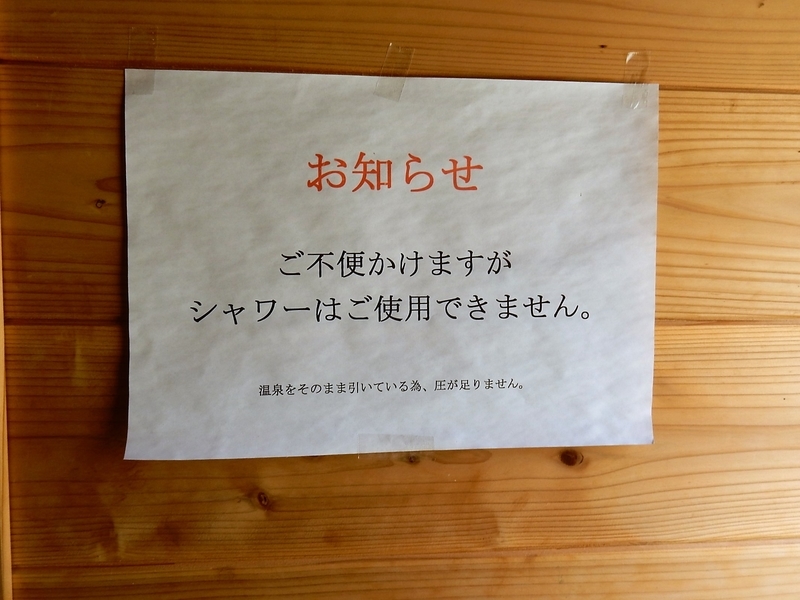 お知らせ
ご不便かけますが
シャワーはご使用できません。
温泉をそのまま引いている為、圧が足りません。